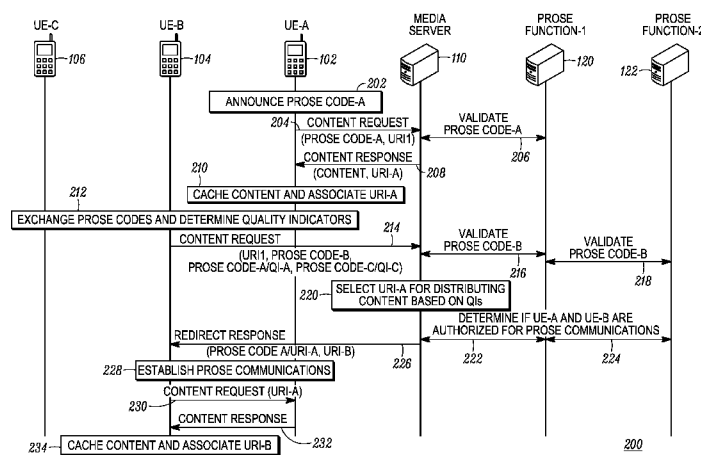 UE-C
UE-B
UE-A
MEDIA
SERVER
PROSE
FUNCTION-1
PROSE
FUNCTION-2
106
104
102
110
120
122
202
ANNOUNCE PROSE CODE-A
204
CONTENT REQUEST
(PROSE CODE-A, URI1)
VALIDATE
PROSE CODE-A
206
CONTENT RESPONSE
(CONTENT, URI-A)
208
210
CACHE CONTENT AND ASSOCIATE URI-A
212
EXCHANGE PROSE CODES AND DETERMINE QUALITY INDICATORS
CONTENT REQUEST
214
(URI1, PROSE CODE-B,
PROSE CODE-A/QI-A, PROSE CODE-C/QI-C)
VALIDATE
PROSE CODE-B
216
VALIDATE
PROSE CODE-B
218
220
SELECT URI-A FOR DISTRIBUTING
CONTENT BASED ON QIs
DETERMINE IF UE-A AND UE-B ARE
AUTHORIZED FOR PROSE COMMUNICATIONS
222
224
REDIRECT RESPONSE
(PROSE CODE A/URI-A, URI-B)
226
228
ESTABLISH PROSE COMMUNICATIONS
CONTENT REQUEST (URI-A)
230
CONTENT RESPONSE
232
234
CACHE CONTENT AND ASSOCIATE URI-B
200